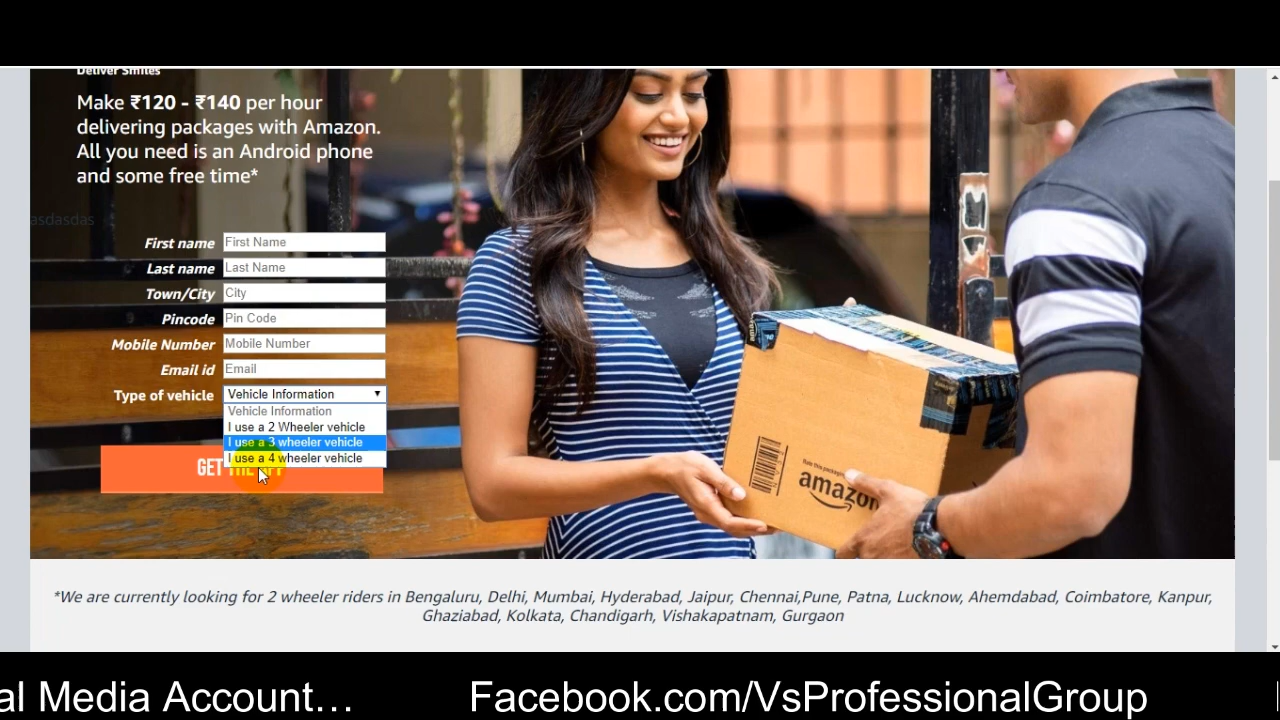 Deliver Smiles
Make ₹120 - ₹140 per hour
delivering packages with Amazon.
All you need is an Android phone
and some free time*
asdasdas
First name First Name
Last name Last Name
Town/City City
Pincode Pin Code
Mobile Number Mobile Number
Email id Email
Type of vehicle Vehicle Information
Vehicle Information
I use a 2 Wheeler vehicle
I use a 3 wheeler vehicle
I use a 4 wheeler vehicle
GET THE APP
amazon
*We are currently looking for 2 wheeler riders in Bengaluru, Delhi, Mumbai, Hyderabad, Jaipur, Chennai,Pune, Patna, Lucknow, Ahemdabad, Coimbatore, Kanpur,
Ghaziabad, Kolkata, Chandigarh, Vishakapatnam, Gurgaon
al Media Account... Facebook.com/VsProfessionalGroup